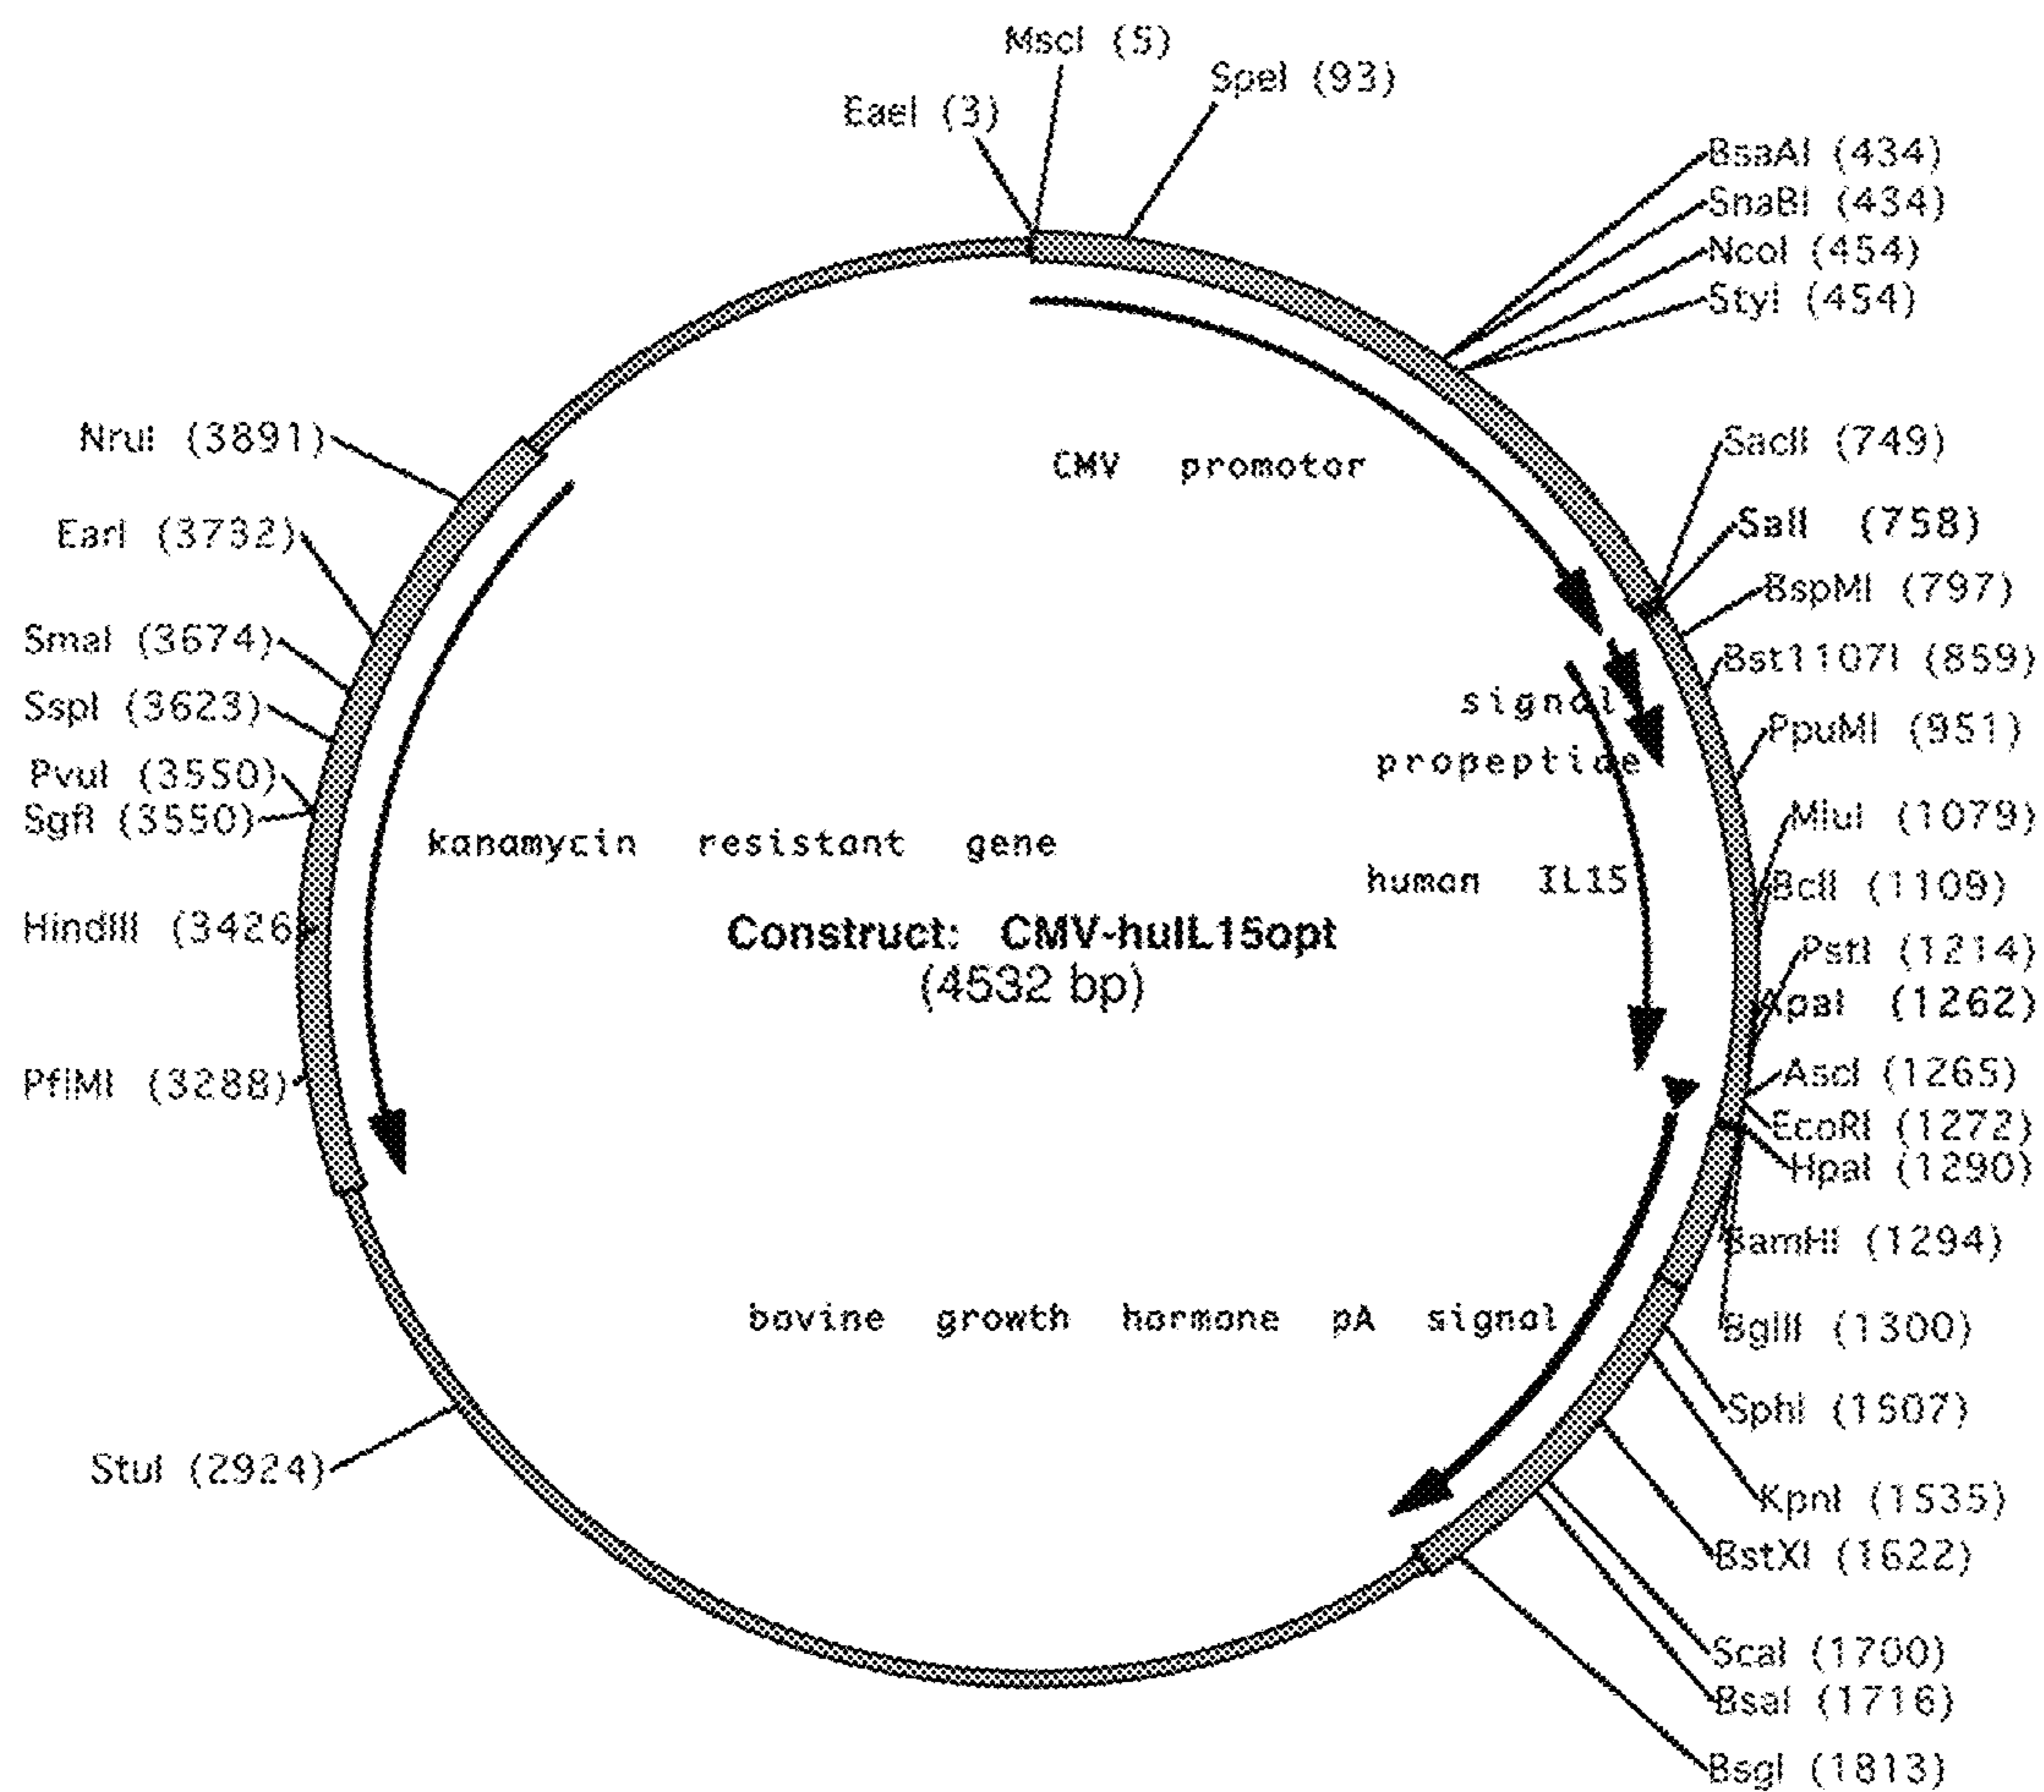 MscI (5)
SpeI (93)
EaeI (3)
BsaAI (434)
SnaBI (434)
NcoI (454)
StyI (454)
NruI (3891)
CMV promotor
SacII (749)
SalI (758)
EarI (3732)
BspMI (797)
SmaI (3674)
Bst1107I (859)
signal
SspI (3623)
PpuMI (951)
propeptide
PvuI (3550)
SgfI (3550)
MluI (1079)
kanamycin resistant gene
human IL15
BclI (1109)
HindIII (3426)
Construct: CMV-huIL15opt
(4532 bp)
PstI (1214)
ApaI (1262)
PflMI (3288)
AscI (1265)
EcoRI (1272)
HpaI (1290)
BamHI (1294)
bovine growth hormone pA signal
BglII (1300)
SphI (1507)
StuI (2924)
KpnI (1535)
BstXI (1622)
ScaI (1700)
BsaI (1716)
BsgI (1813)